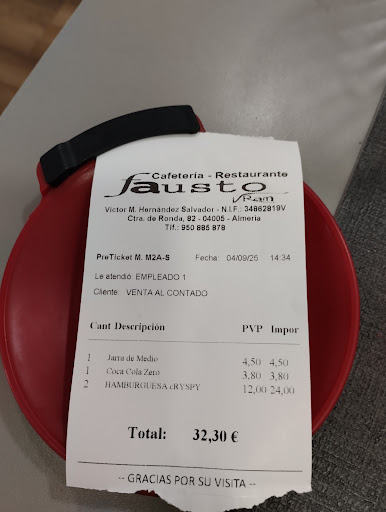 Cafetería - Restaurante
fausto
Ran
Victor M. Hernández Salvador - N.I.F.: 34862819V
Ctra. de Ronda, 82 - 04005 - Almería
Tlf.: 950 885 878
PreTicket M. M2A-S Fecha: 04/09/25 14:34
Le atendió: EMPLEADO 1
Cliente: VENTA AL CONTADO
Cant Descripción PVP Impor
1 Jarra de Medio 4,50 4,50
1 Coca Cola Zero 3,80 3,80
2 HAMBURGUESA cRYSPY 12,00 24,00
Total: 32,30 €
-- GRACIAS POR SU VISITA --